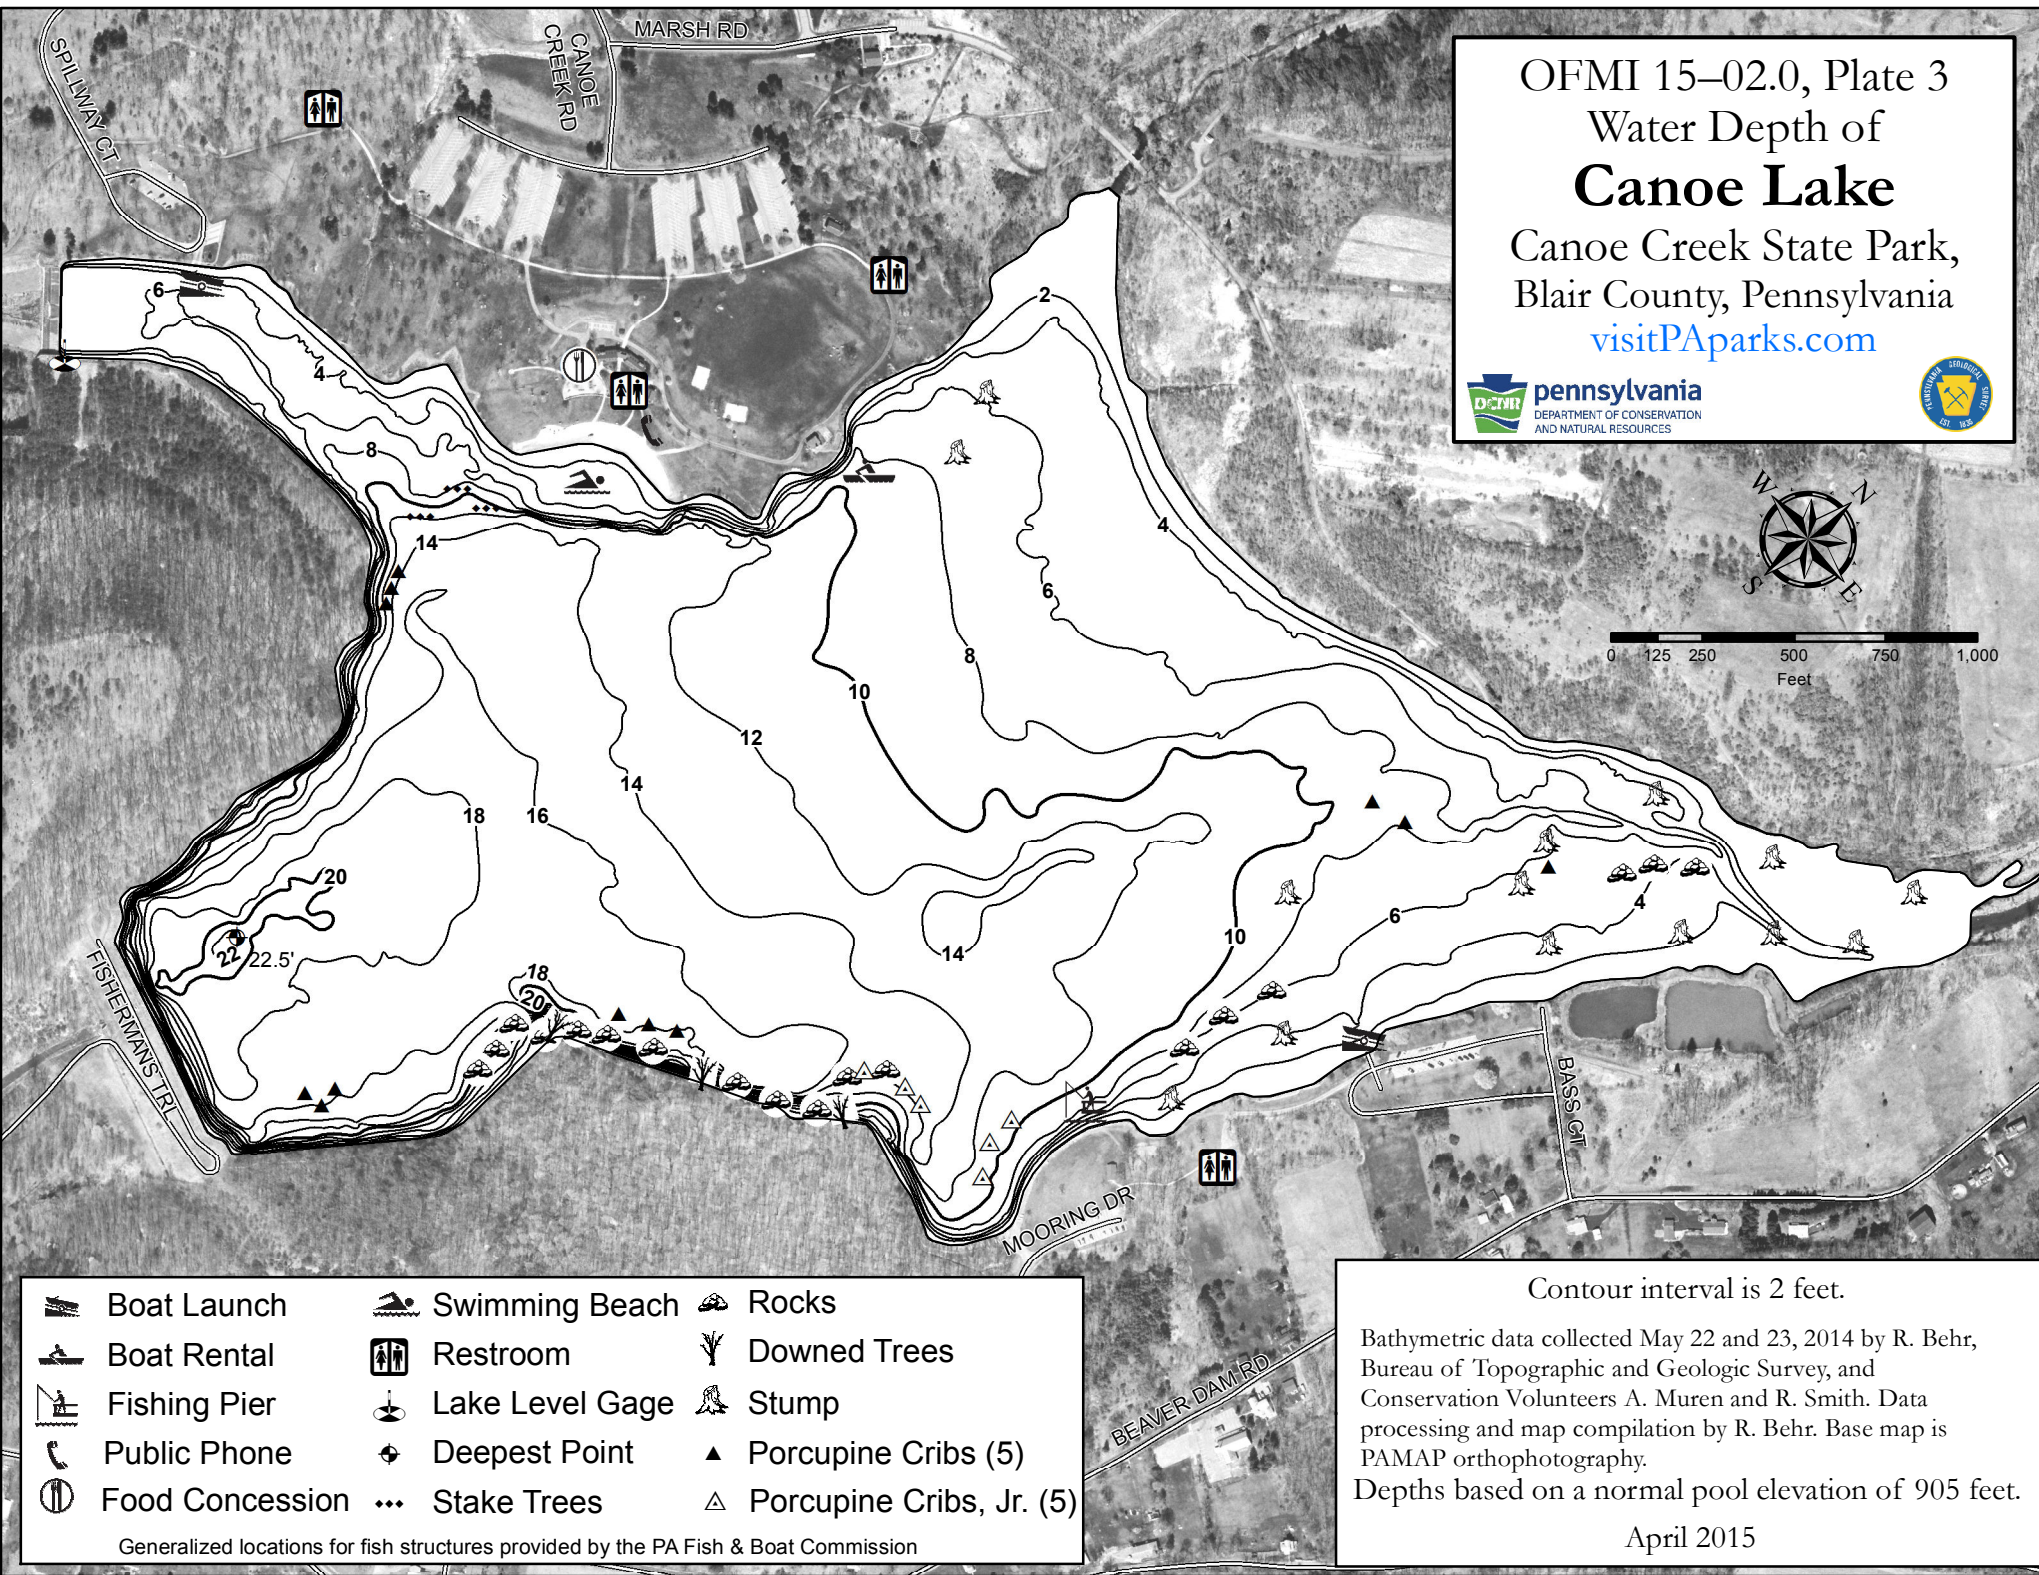 MARSH RD
CANOE
CREEK RD
SPILLWAY CT
OFMI 15–02.0, Plate 3
Water Depth of
Canoe Lake
Canoe Creek State Park,
Blair County, Pennsylvania
visitPAparks.com
DCNR
pennsylvania
DEPARTMENT OF CONSERVATION
AND NATURAL RESOURCES
PENNSYLVANIA GEOLOGICAL SURVEY
EST. 1836
W
N
S
E
0 125 250 500 750 1,000
Feet
6
2
4
8
4
14
6
8
10
12
14
18
16
20
4
6
10
22
22.5'
14
18
20
FISHERMANS TRL
BASS CT
MOORING DR
BEAVER DAM RD
Boat Launch
Boat Rental
Fishing Pier
Public Phone
Food Concession
Swimming Beach
Restroom
Lake Level Gage
Deepest Point
Stake Trees
Rocks
Downed Trees
Stump
Porcupine Cribs (5)
Porcupine Cribs, Jr. (5)
Generalized locations for fish structures provided by the PA Fish & Boat Commission
Contour interval is 2 feet.
Bathymetric data collected May 22 and 23, 2014 by R. Behr,
Bureau of Topographic and Geologic Survey, and
Conservation Volunteers A. Muren and R. Smith. Data
processing and map compilation by R. Behr. Base map is
PAMAP orthophotography.
Depths based on a normal pool elevation of 905 feet.
April 2015